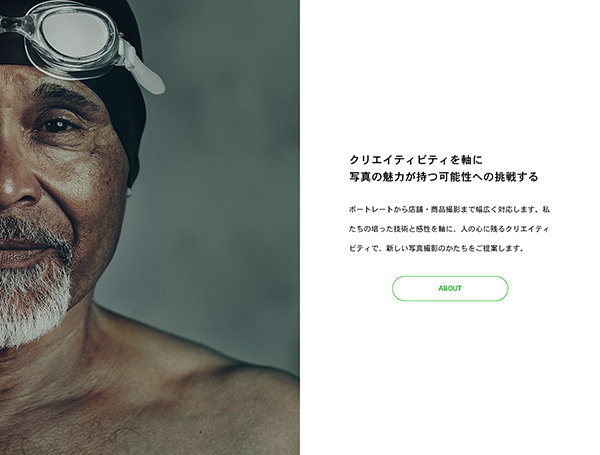 クリエイティビティを軸に
写真の魅力が持つ可能性への挑戦する
ポートレートから店舗・商品撮影まで幅広く対応します。私
たちの培った技術と感性を軸に、人の心に残るクリエイティ
ビティで、新しい写真撮影のかたちをご提案します。
ABOUT